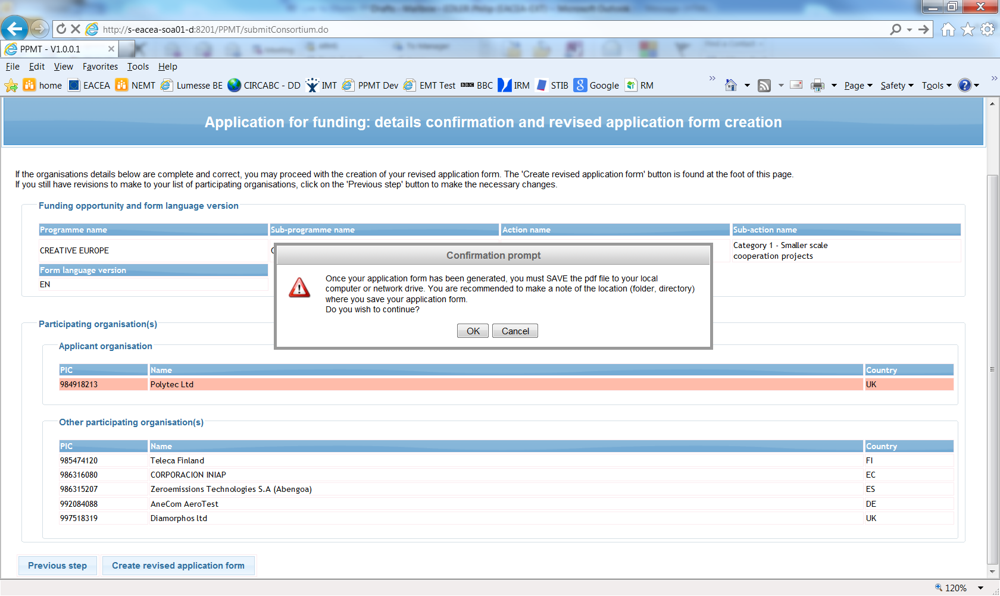 http://s-eacea-soa01-d:8201/PPMT/submitConsortium.do
PPMT - V1.0.0.1
File Edit View Favorites Tools Help
home EACEA NEMT Lumesse BE CIRCABC - DD IMT PPMT Dev EMT Test BBC BBC IRM STIB Google RM
Page Safety Tools
Application for funding: details confirmation and revised application form creation
If the organisations details below are complete and correct, you may proceed with the creation of your revised application form. The 'Create revised application form' button is found at the foot of this page.
If you still have revisions to make to your list of participating organisations, click on the 'Previous step' button to make the necessary changes.
Funding opportunity and form language version
Programme name Sub-programme name Action name Sub-action name
CREATIVE EUROPE Category 1 - Smaller scale
cooperation projects
Form language version
EN
Confirmation prompt
Once your application form has been generated, you must SAVE the pdf file to your local
computer or network drive. You are recommended to make a note of the location (folder, directory)
where you save your application form.
Do you wish to continue?
OK Cancel
Participating organisation(s)
Applicant organisation
PIC Name Country
984918213 Polytec Ltd UK
Other participating organisation(s)
PIC Name Country
985474120 Teleca Finland FI
986316080 CORPORACION INIAP EC
986315207 Zeroemissions Technologies S.A (Abengoa) ES
992084088 AneCom AeroTest DE
997518319 Diamorphos ltd UK
Previous step Create revised application form
120%